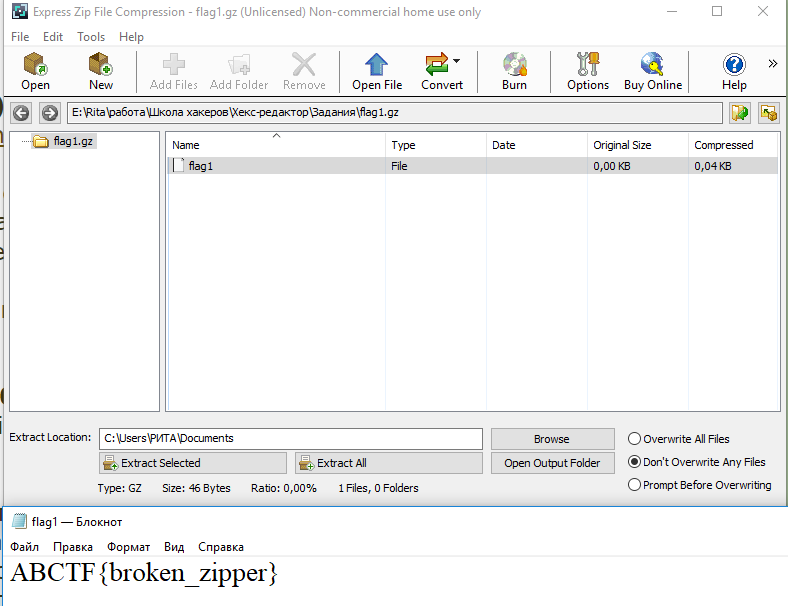 Express Zip File Compression - flag1.gz (Unlicensed) Non-commercial home use only
File Edit Tools Help
Open New Add Files Add Folder Remove Open File Convert Burn Options Buy Online Help »
E:\Rita\работа\Школа хакеров\Хекс-редактор\Задания\flag1.gz
flag1.gz
Name Type Date Original Size Compressed
flag1 File 0,00 KB 0,04 KB
Extract Location: C:\Users\РИТА\Documents Browse Overwrite All Files
Extract Selected Extract All Open Output Folder Don't Overwrite Any Files
Type: GZ Size: 46 Bytes Ratio: 0,00% 1 Files, 0 Folders Prompt Before Overwriting
flag1 — Блокнот
Файл Правка Формат Вид Справка
ABCTF{broken_zipper}